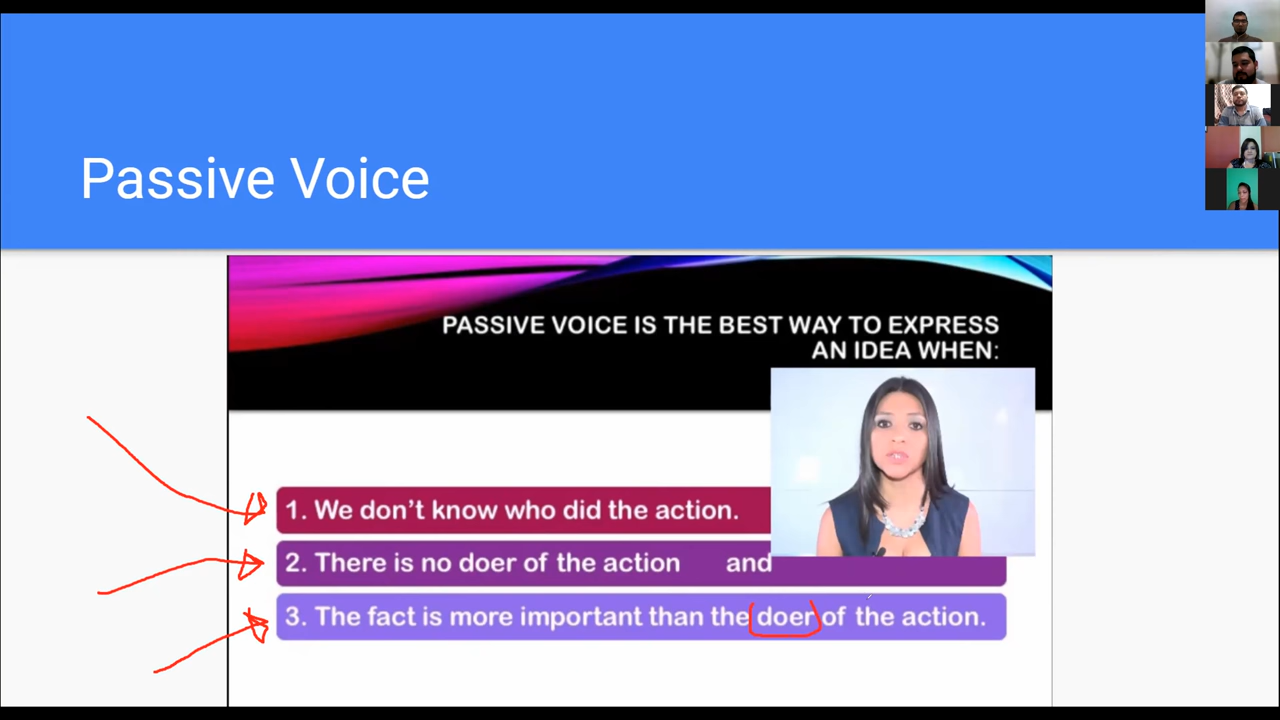 Passive Voice
PASSIVE VOICE IS THE BEST WAY TO EXPRESS
AN IDEA WHEN:
1. We don't know who did the action.
2. There is no doer of the action and
3. The fact is more important than the doer of the action.